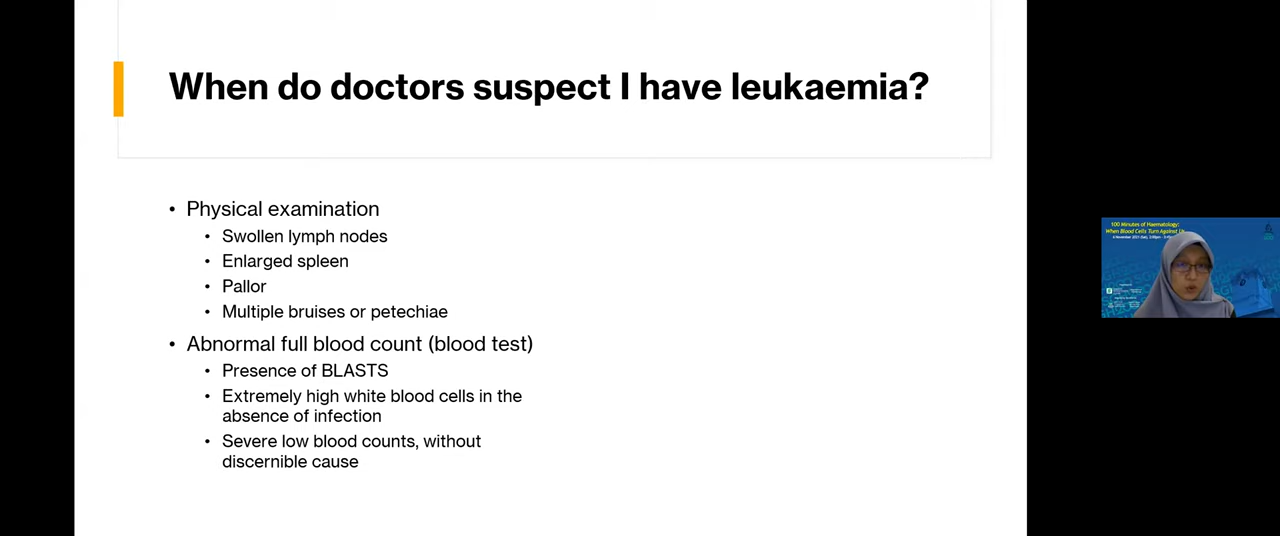 When do doctors suspect I have leukaemia?
• Physical examination
• Swollen lymph nodes
• Enlarged spleen
• Pallor
• Multiple bruises or petechiae
• Abnormal full blood count (blood test)
• Presence of BLASTS
• Extremely high white blood cells in the
absence of infection
• Severe low blood counts, without
discernible cause
100 Minutes of Haematology:
When Blood Cells Turn Against Us